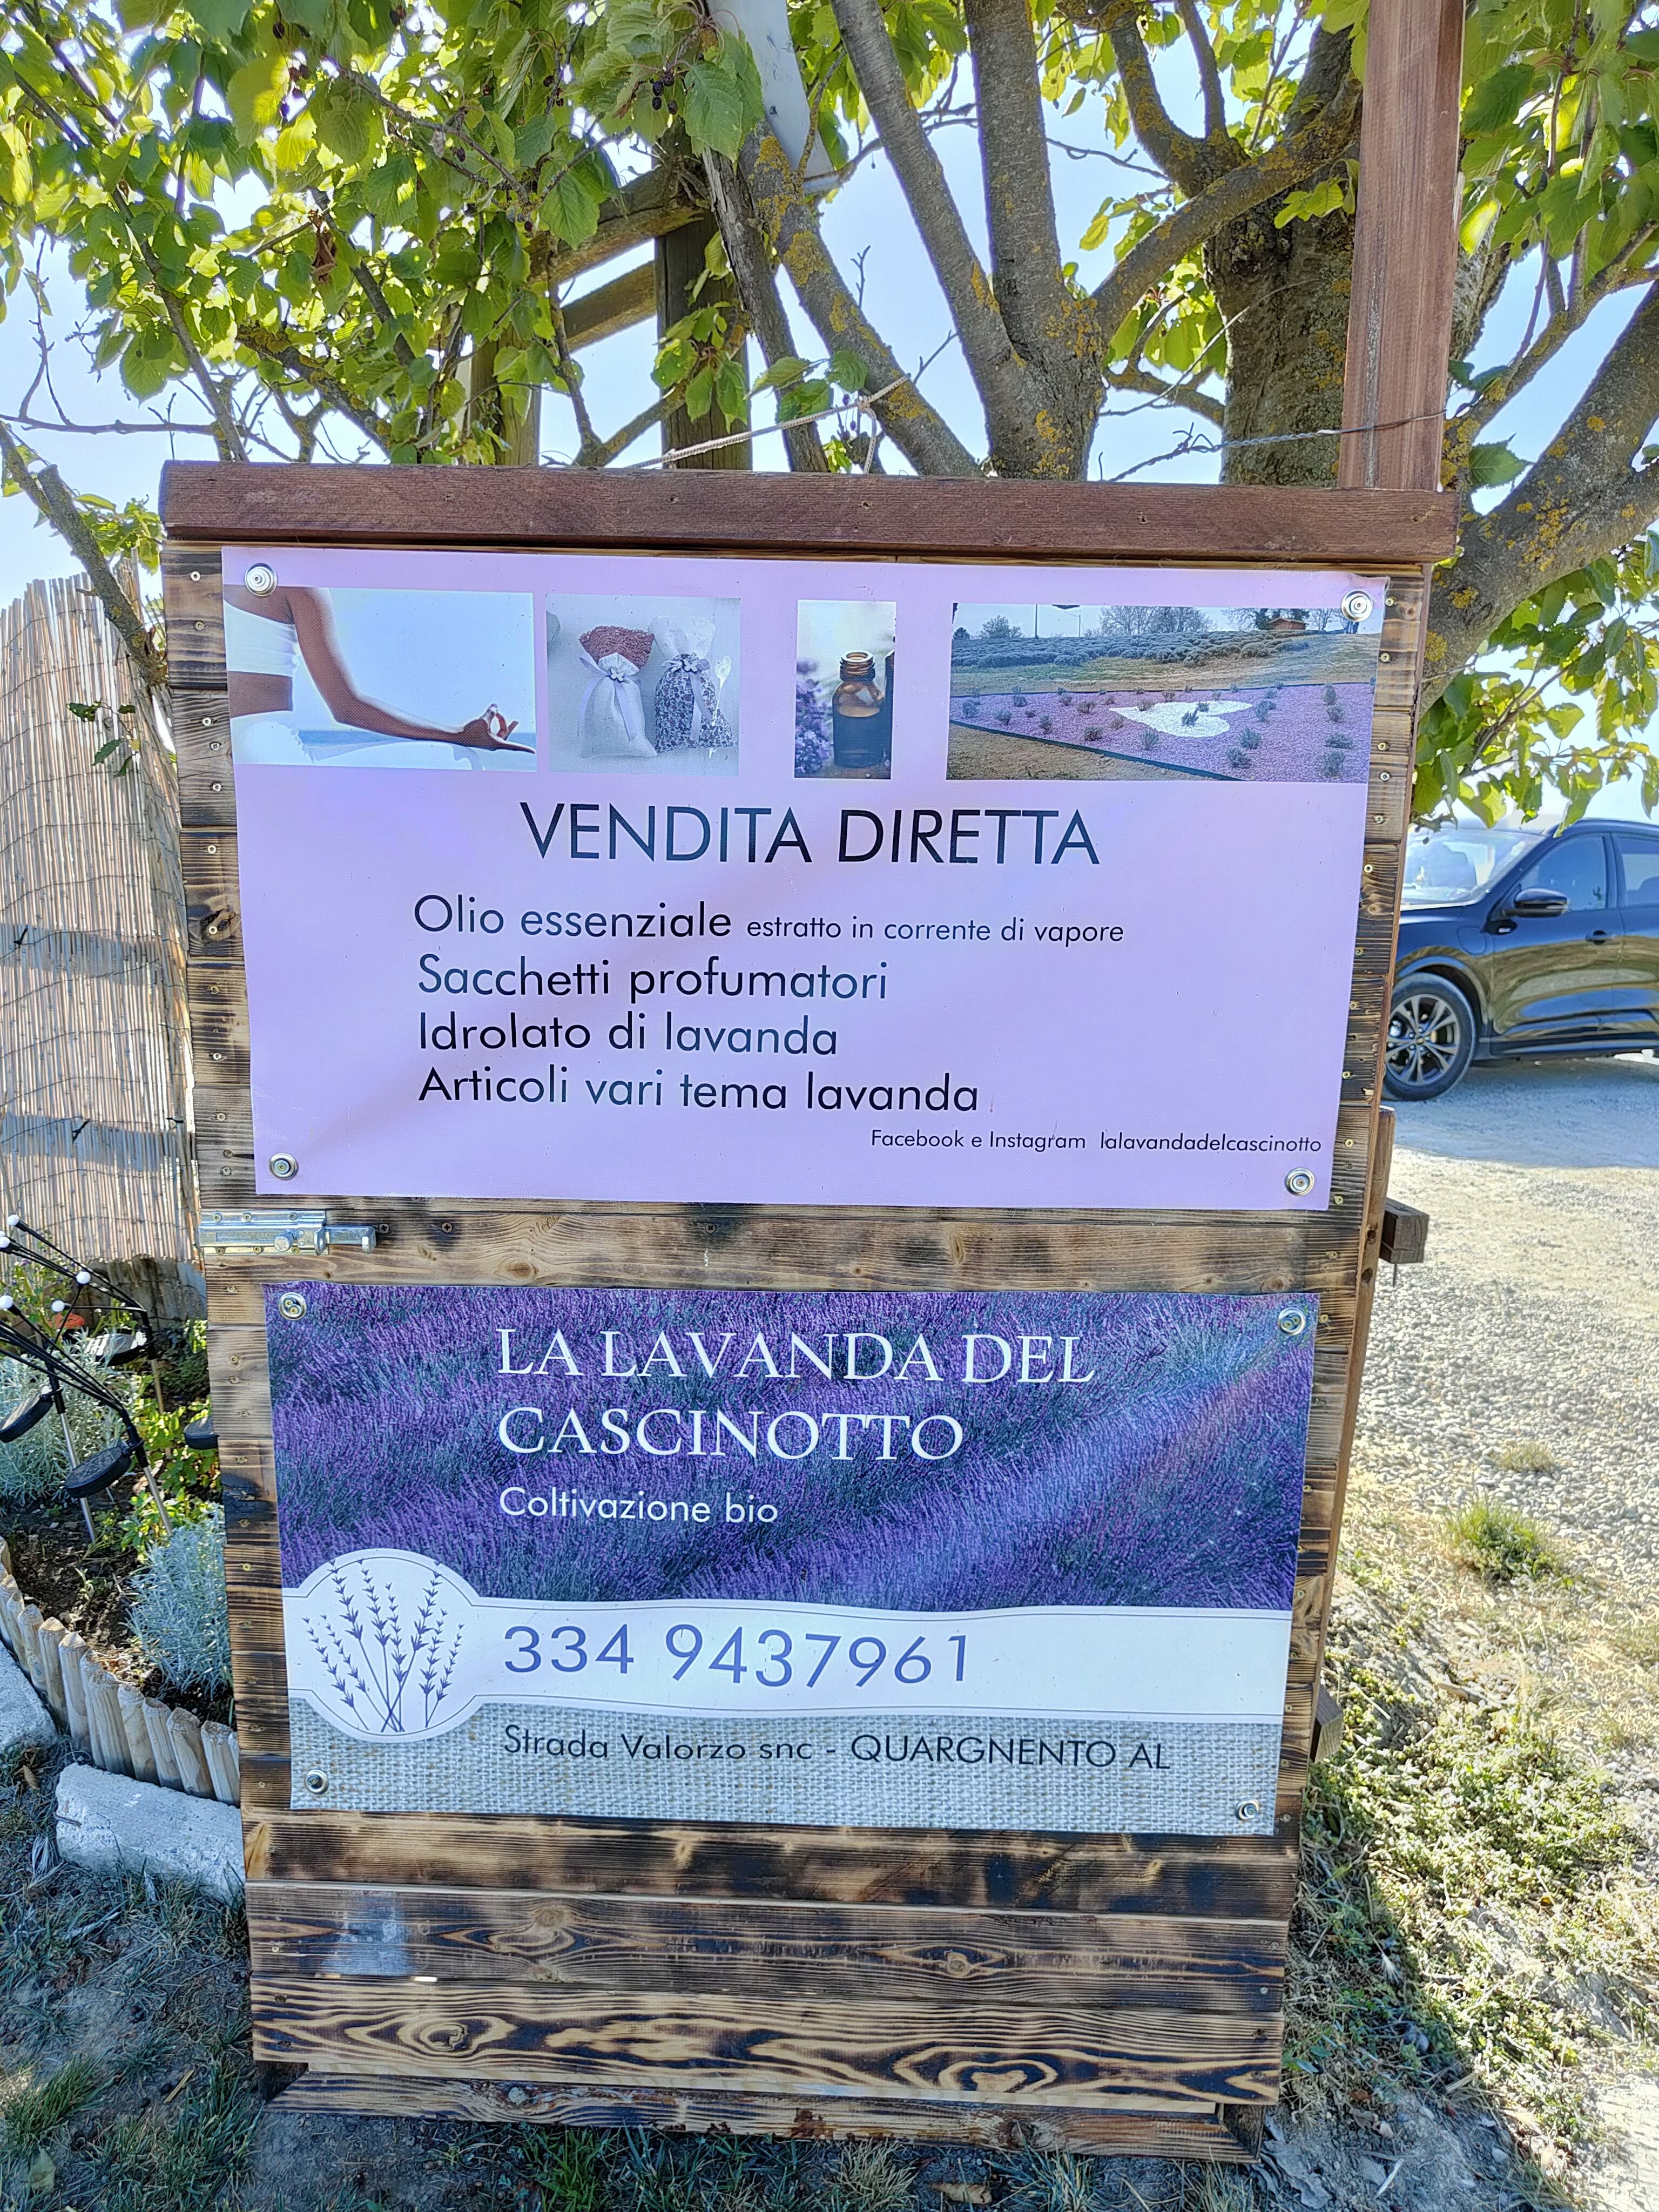 VENDITA DIRETTA
Olio essenziale estratto in corrente di vapore
Sacchetti profumatori
Idrolato di lavanda
Articoli vari tema lavanda
Facebook e Instagram lalavandadelcascinotto
LA LAVANDA DEL
CASCINOTTO
Coltivazione bio
334 9437961
Strada Valorzo snc - QUARGNENTO AL